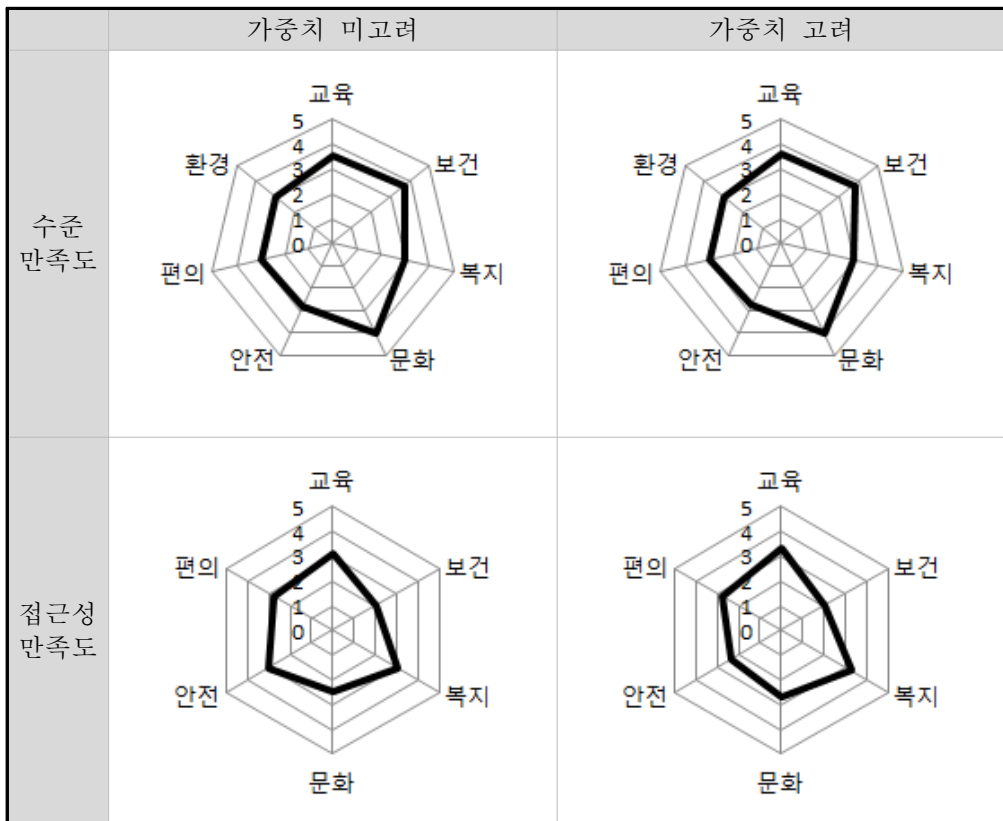 가중치 미고려
가중치 고려
수준
만족도
교육
보건
복지
문화
안전
편의
환경
5
4
3
2
1
0
교육
보건
복지
문화
안전
편의
환경
5
4
3
2
1
0
접근성
만족도
교육
보건
복지
문화
안전
편의
5
4
3
2
1
0
교육
보건
복지
문화
안전
편의
5
4
3
2
1
0